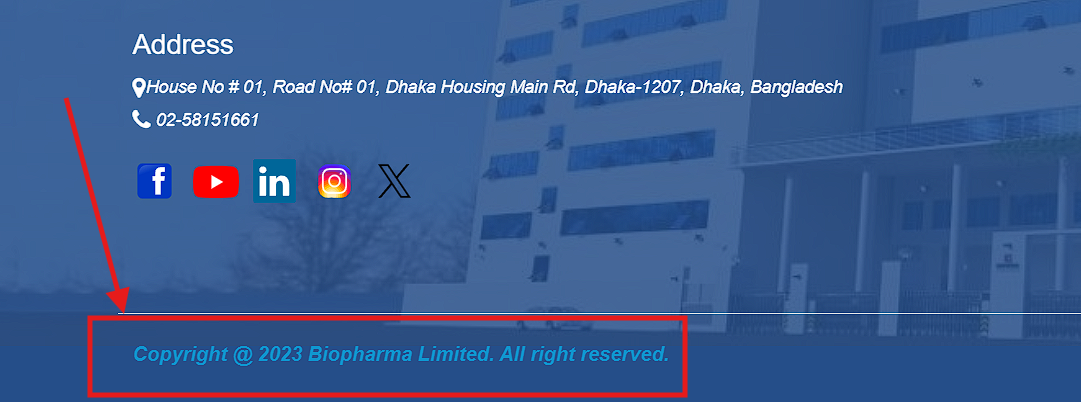 Address
House No # 01, Road No# 01, Dhaka Housing Main Rd, Dhaka-1207, Dhaka, Bangladesh
02-58151661
Copyright @ 2023 Biopharma Limited. All right reserved.